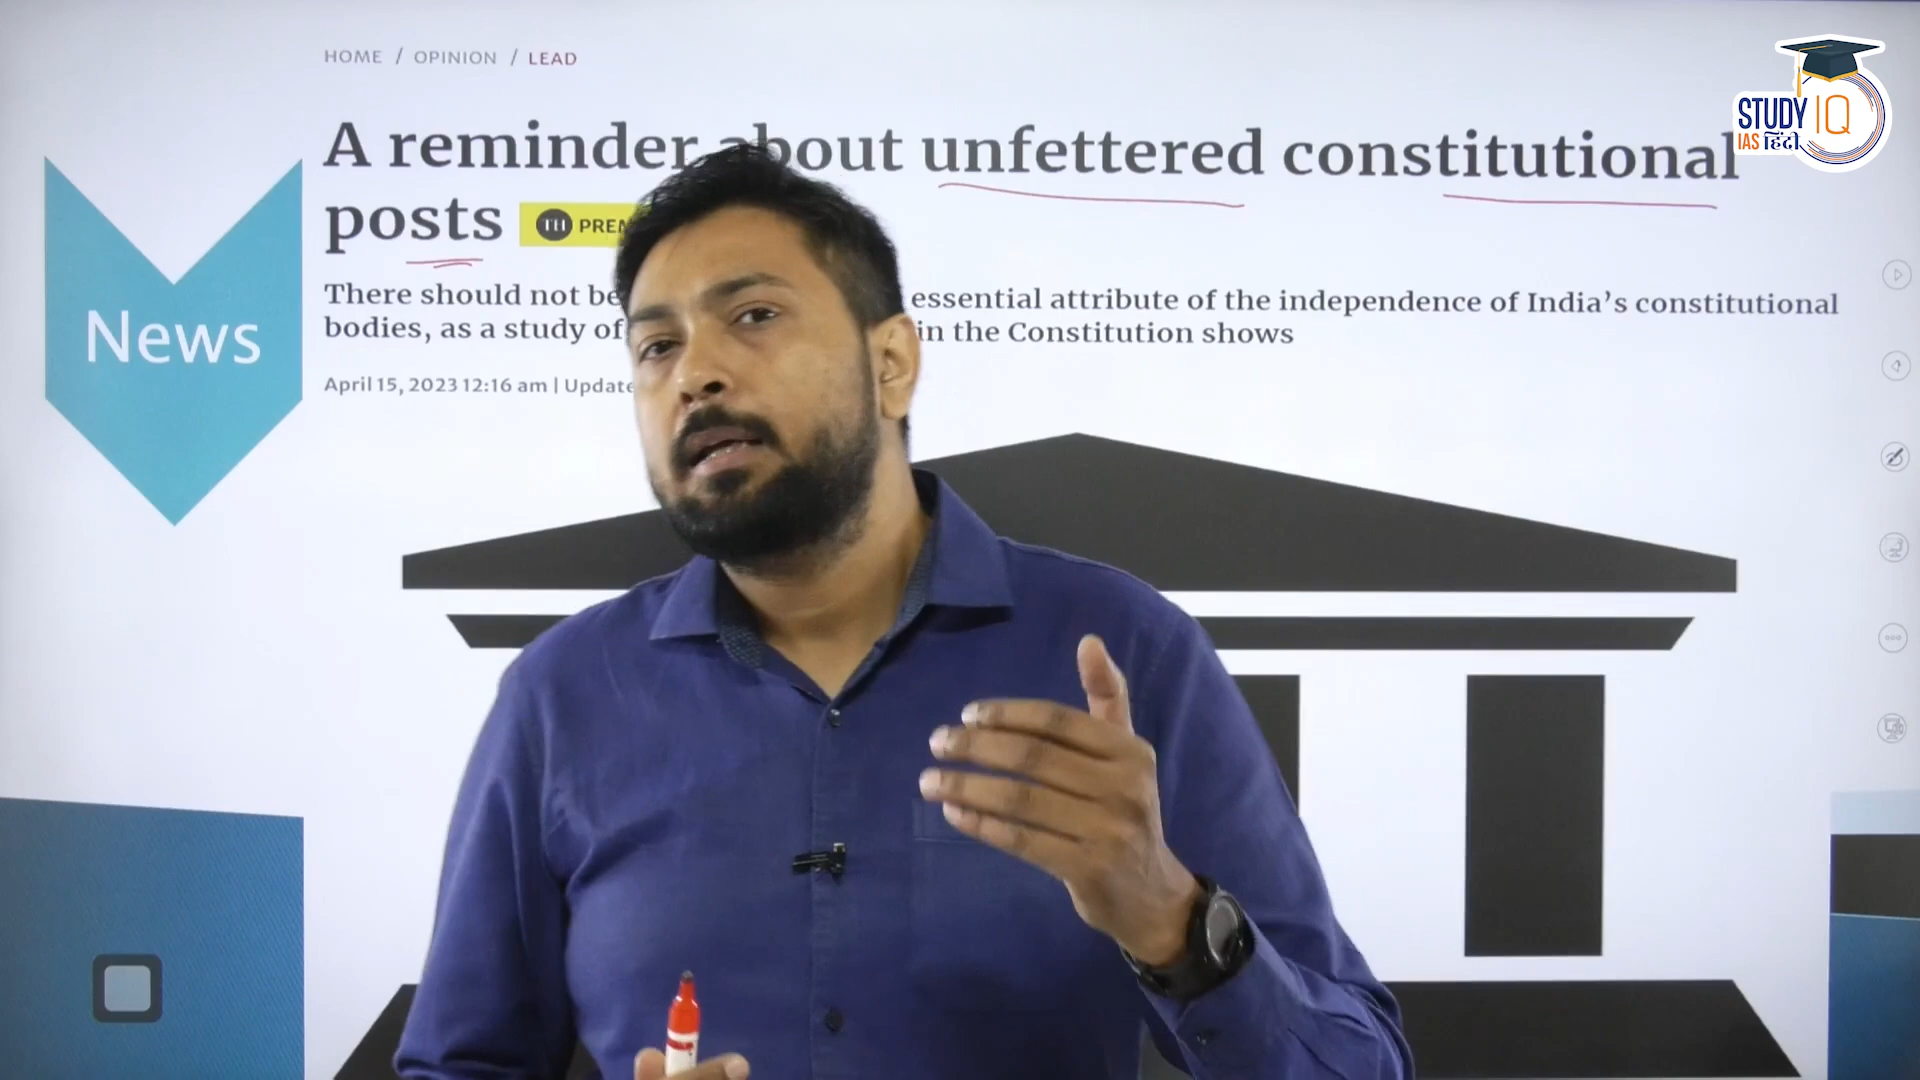 HOME / OPINION / LEAD
A reminder about unfettered constitutional
posts PREM
There should not be essential attribute of the independence of India's constitutional
bodies, as a study of in the Constitution shows
April 15, 2023 12:16 am | Update
News
STUDY IQ
IAS हिंदी